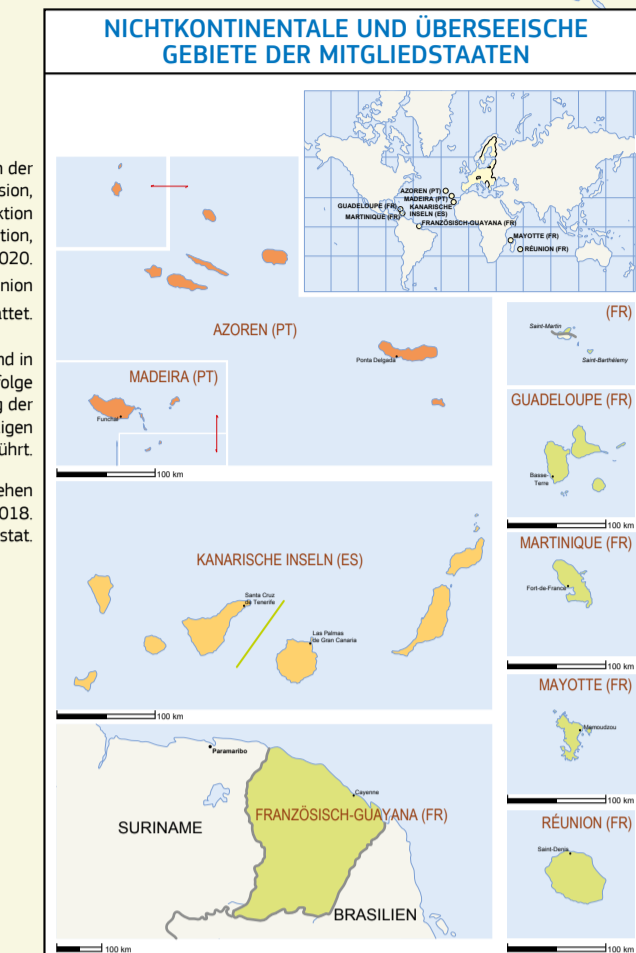 NICHTKONTINENTALE UND ÜBERSEEISCHE
GEBIETE DER MITGLIEDSTAATEN
n der
sion,
ktion
tion,
020.
nion
ttet.
nd in
folge
g der
igen
ührt.
ehen
018.
stat.
AZOREN (PT)
MADEIRA (PT)
KANARISCHE
INSELN (ES)
GUADELOUPE (FR)
MARTINIQUE (FR)
FRANZÖSISCH-GUAYANA (FR)
MAYOTTE (FR)
RÉUNION (FR)
AZOREN (PT)
Ponta Delgada
MADEIRA (PT)
Funchal
100 km
(FR)
Saint-Martin
Saint-Barthélemy
GUADELOUPE (FR)
Basse-
Terre
100 km
KANARISCHE INSELN (ES)
Santa Cruz
de Tenerife
Las Palmas
de Gran Canaria
100 km
MARTINIQUE (FR)
Fort-de-France
100 km
MAYOTTE (FR)
Mamoudzou
100 km
Paramaribo
Cayenne
FRANZÖSISCH-GUAYANA (FR)
SURINAME
BRASILIEN
100 km
RÉUNION (FR)
Saint-Denis
100 km